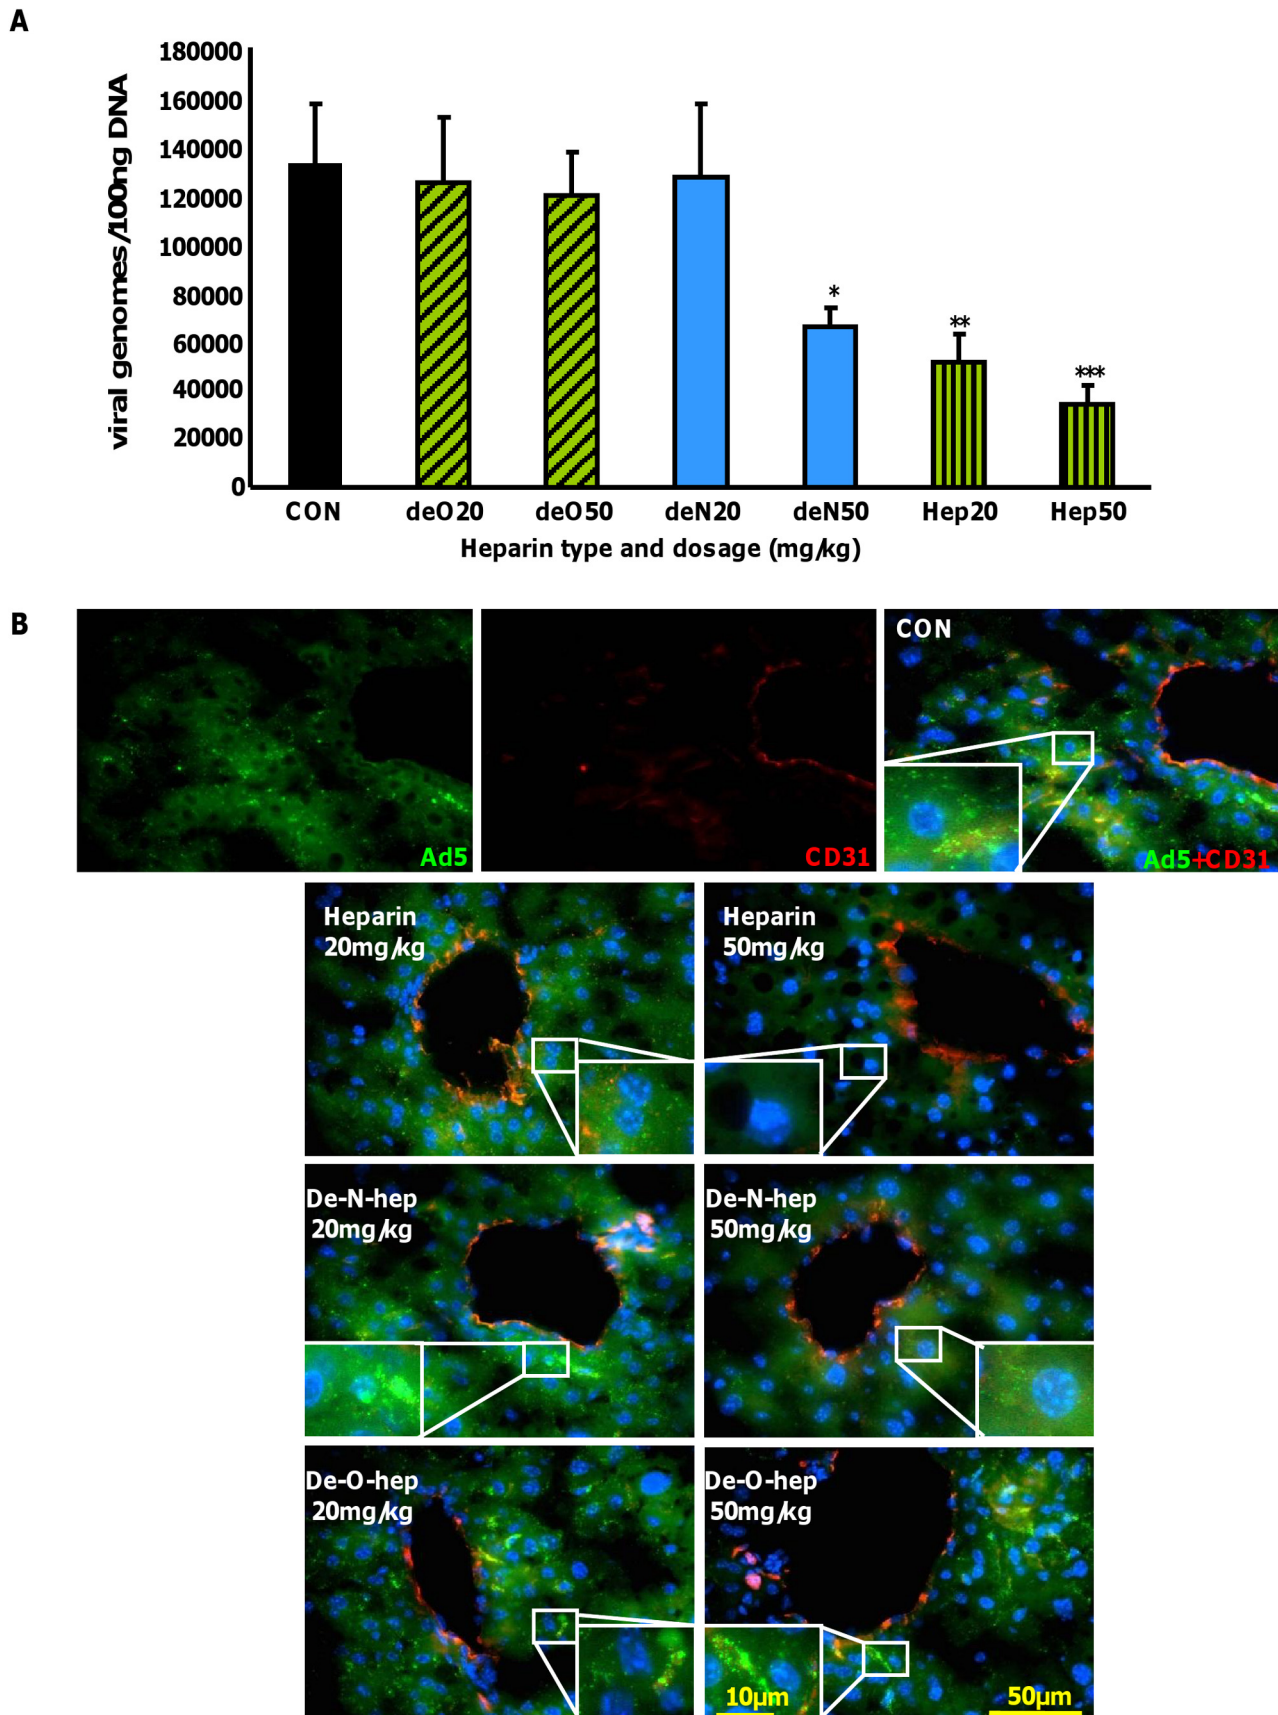 A
viral genomes/100ng DNA
180000
160000
140000
120000
100000
80000
60000
40000
20000
0
*
**
***
CON deO20 deO50 deN20 deN50 Hep20 Hep50
Heparin type and dosage (mg/kg)
B
Ad5
CD31
CON
Ad5+CD31
Heparin
20mg/kg
Heparin
50mg/kg
De-N-hep
20mg/kg
De-N-hep
50mg/kg
De-O-hep
20mg/kg
De-O-hep
50mg/kg
10µm
50µm